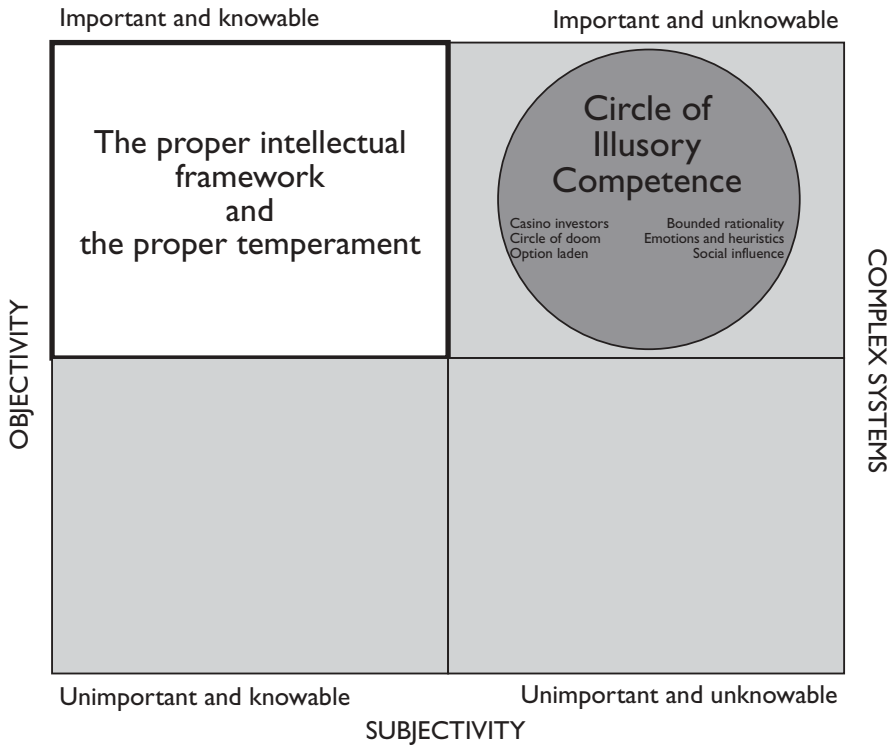 Important and knowable
Important and unknowable
The proper intellectual
framework
and
the proper temperament
Circle of
Illusory
Competence
Casino investors
Circle of doom
Option laden
Bounded rationality
Emotions and heuristics
Social influence
OBJECTIVITY
COMPLEX SYSTEMS
Unimportant and knowable
Unimportant and unknowable
SUBJECTIVITY